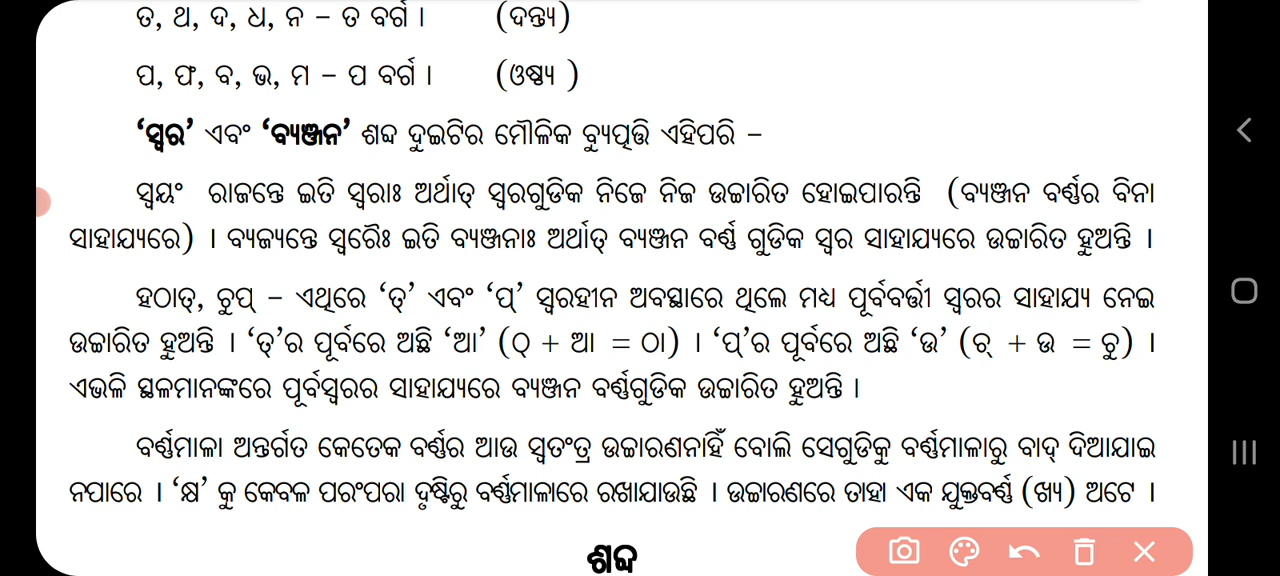 ତ, ଥ, ଦ, ଧ, ନ – ତ ବର୍ଗ । (ଦନ୍ତ୍ୟ)
ପ, ଫ, ବ, ଭ, ମ – ପ ବର୍ଗ । (ଓଷ୍ଠ୍ୟ )
‘ସ୍ୱର’ ଏବଂ ‘ବ୍ୟଞ୍ଜନ’ ଶବ୍ଦ ଦୁଇଟିର ମୌଳିକ ବ୍ୟୁତ୍ପତ୍ତି ଏହିପରି –
ସ୍ୱୟଂ ରାଜନ୍ତେ ଇତି ସ୍ୱରାଃ ଅର୍ଥାତ୍ ସ୍ୱରଗୁଡିକ ନିଜେ ନିଜ ଉଚ୍ଚାରିତ ହୋଇପାରନ୍ତି (ବ୍ୟଞ୍ଜନ ବର୍ଣ୍ଣର ବିନା
ସାହାଯ୍ୟରେ) । ବ୍ୟଜ୍ୟନ୍ତେ ସ୍ୱରୈଃ ଇତି ବ୍ୟଞ୍ଜନାଃ ଅର୍ଥାତ୍ ବ୍ୟଞ୍ଜନ ବର୍ଣ୍ଣ ଗୁଡିକ ସ୍ୱର ସାହାଯ୍ୟରେ ଉଚ୍ଚାରିତ ହୁଅନ୍ତି ।
ହଠାତ୍, ଚୁପ୍ – ଏଥିରେ ‘ତ୍’ ଏବଂ ‘ପ୍’ ସ୍ୱରହୀନ ଅବସ୍ଥାରେ ଥିଲେ ମଧ୍ୟ ପୂର୍ବବର୍ତ୍ତୀ ସ୍ୱରର ସାହାଯ୍ୟ ନେଇ
ଉଚ୍ଚାରିତ ହୁଅନ୍ତି । ‘ତ୍’ର ପୂର୍ବରେ ଅଛି ‘ଆ’ (ଠ୍ + ଆ = ଠା) । ‘ପ୍’ର ପୂର୍ବରେ ଅଛି ‘ଉ’ (ଚ୍ + ଉ = ଚୁ) ।
ଏଭଳି ସ୍ଥଳମାନଙ୍କରେ ପୂର୍ବସ୍ୱରର ସାହାଯ୍ୟରେ ବ୍ୟଞ୍ଜନ ବର୍ଣ୍ଣଗୁଡିକ ଉଚ୍ଚାରିତ ହୁଅନ୍ତି ।
ବର୍ଣ୍ଣମାଳା ଅନ୍ତର୍ଗତ କେତେକ ବର୍ଣ୍ଣର ଆଉ ସ୍ୱତଂତ୍ର ଉଚ୍ଚାରଣନାହିଁ ବୋଲି ସେଗୁଡିକୁ ବର୍ଣ୍ଣମାଳାରୁ ବାଦ୍ ଦିଆଯାଇ
ନପାରେ । ‘କ୍ଷ’ କୁ କେବଳ ପରଂପରା ଦୃଷ୍ଟିରୁ ବର୍ଣ୍ଣମାଳାରେ ରଖାଯାଉଛି । ଉଚ୍ଚାରଣରେ ତାହା ଏକ ଯୁକ୍ତବର୍ଣ୍ଣ (ଖ୍ୟ) ଅଟେ ।
ଶବ୍ଦ